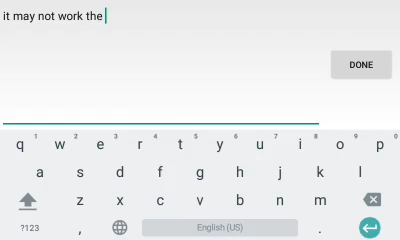 it may not work the
DONE
q 1 w 2 e 3 r 4 t 5 y 6 u 7 i 8 o 9 p 0
a s d f g h j k l
z x c v b n m
?123 , English (US) .